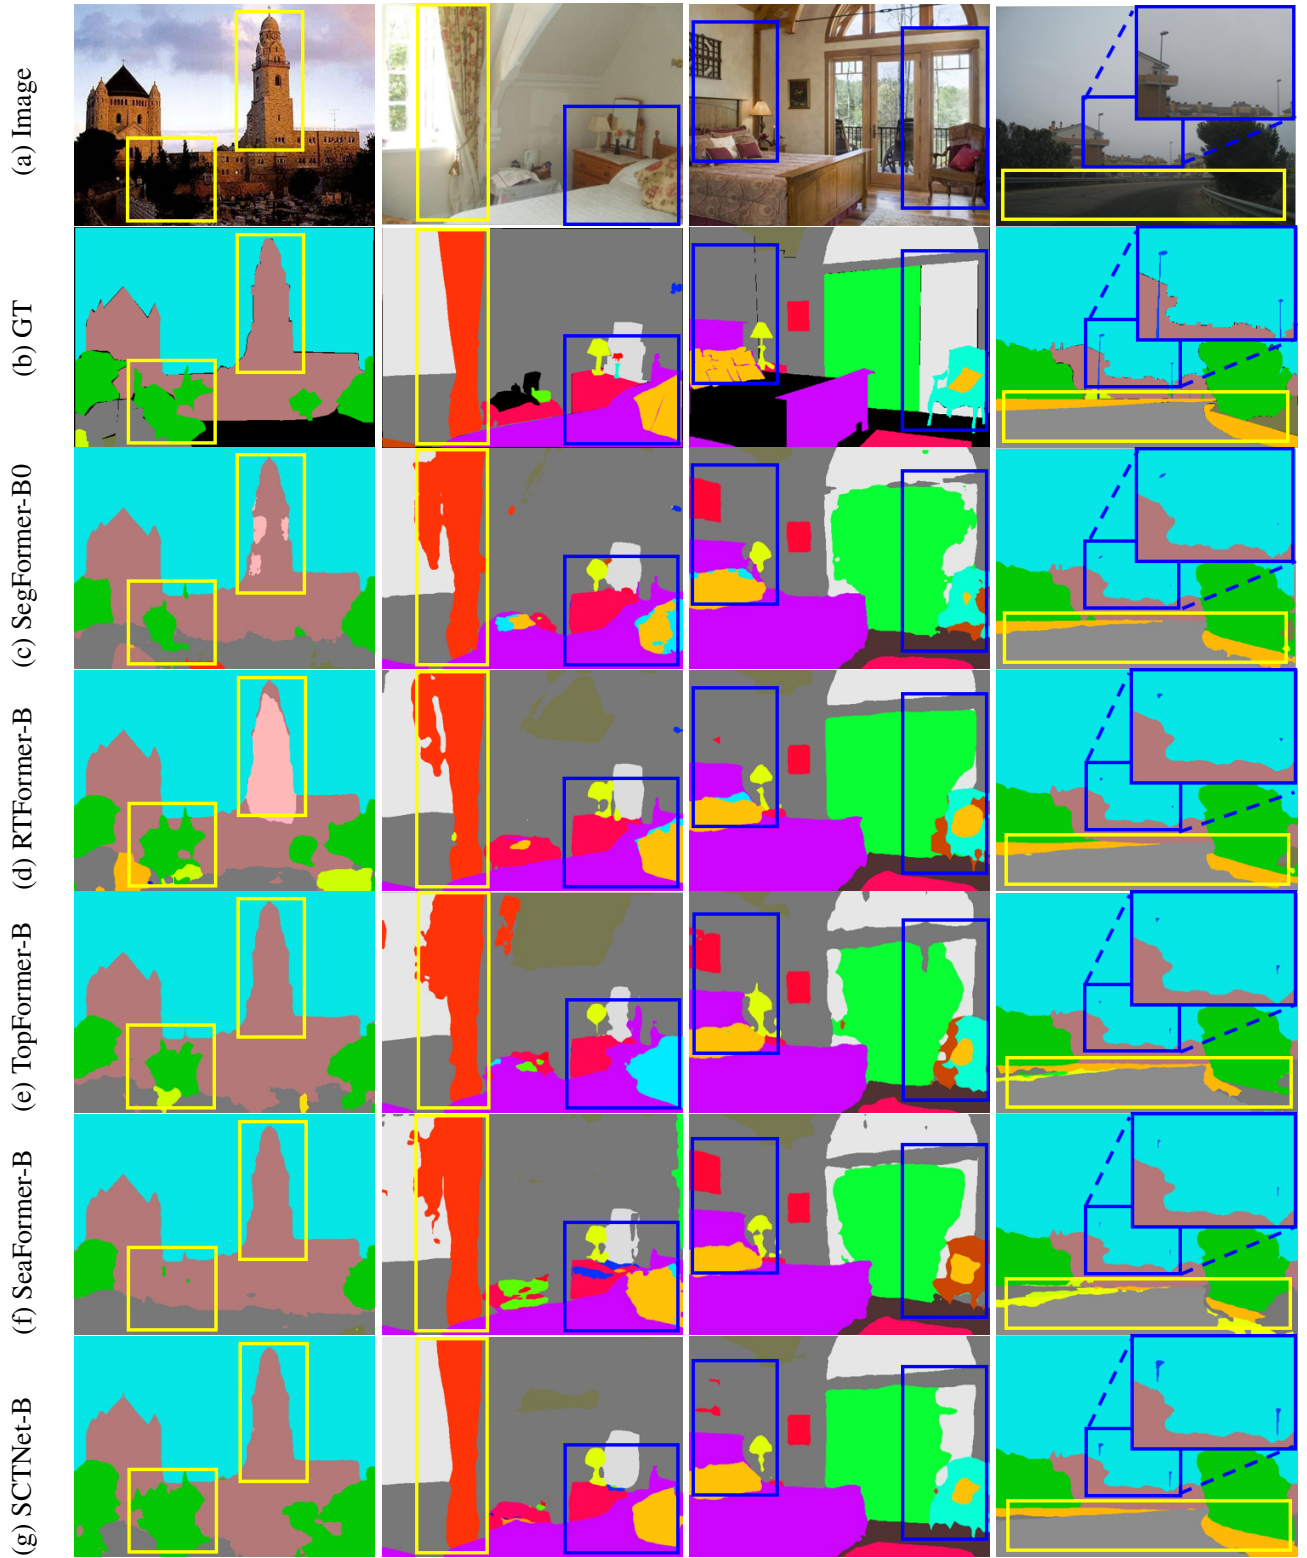 (a) Image
(b) GT
(c) SegFormer-B0
(d) RTFormer-B
(e) TopFormer-B
(f) SeaFormer-B
(g) SCTNet-B